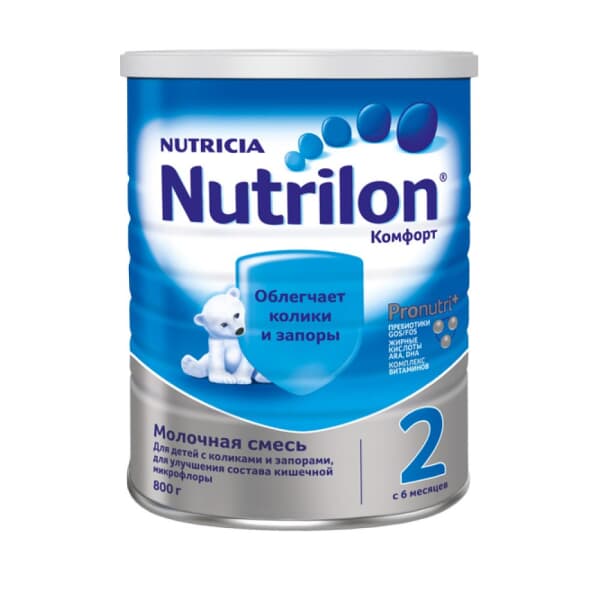 NUTRICIA
Nutrilon®
Комфорт
Облегчает
колики
и запоры
Pronutri+
ПРЕБИОТИКИ
GOS/FOS
ЖИРНЫЕ
КИСЛОТЫ
ARA, DHA
КОМПЛЕКС
ВИТАМИНОВ
Молочная смесь
Для детей с коликами и запорами,
для улучшения состава кишечной
микрофлоры
800 г
2
с 6 месяцев